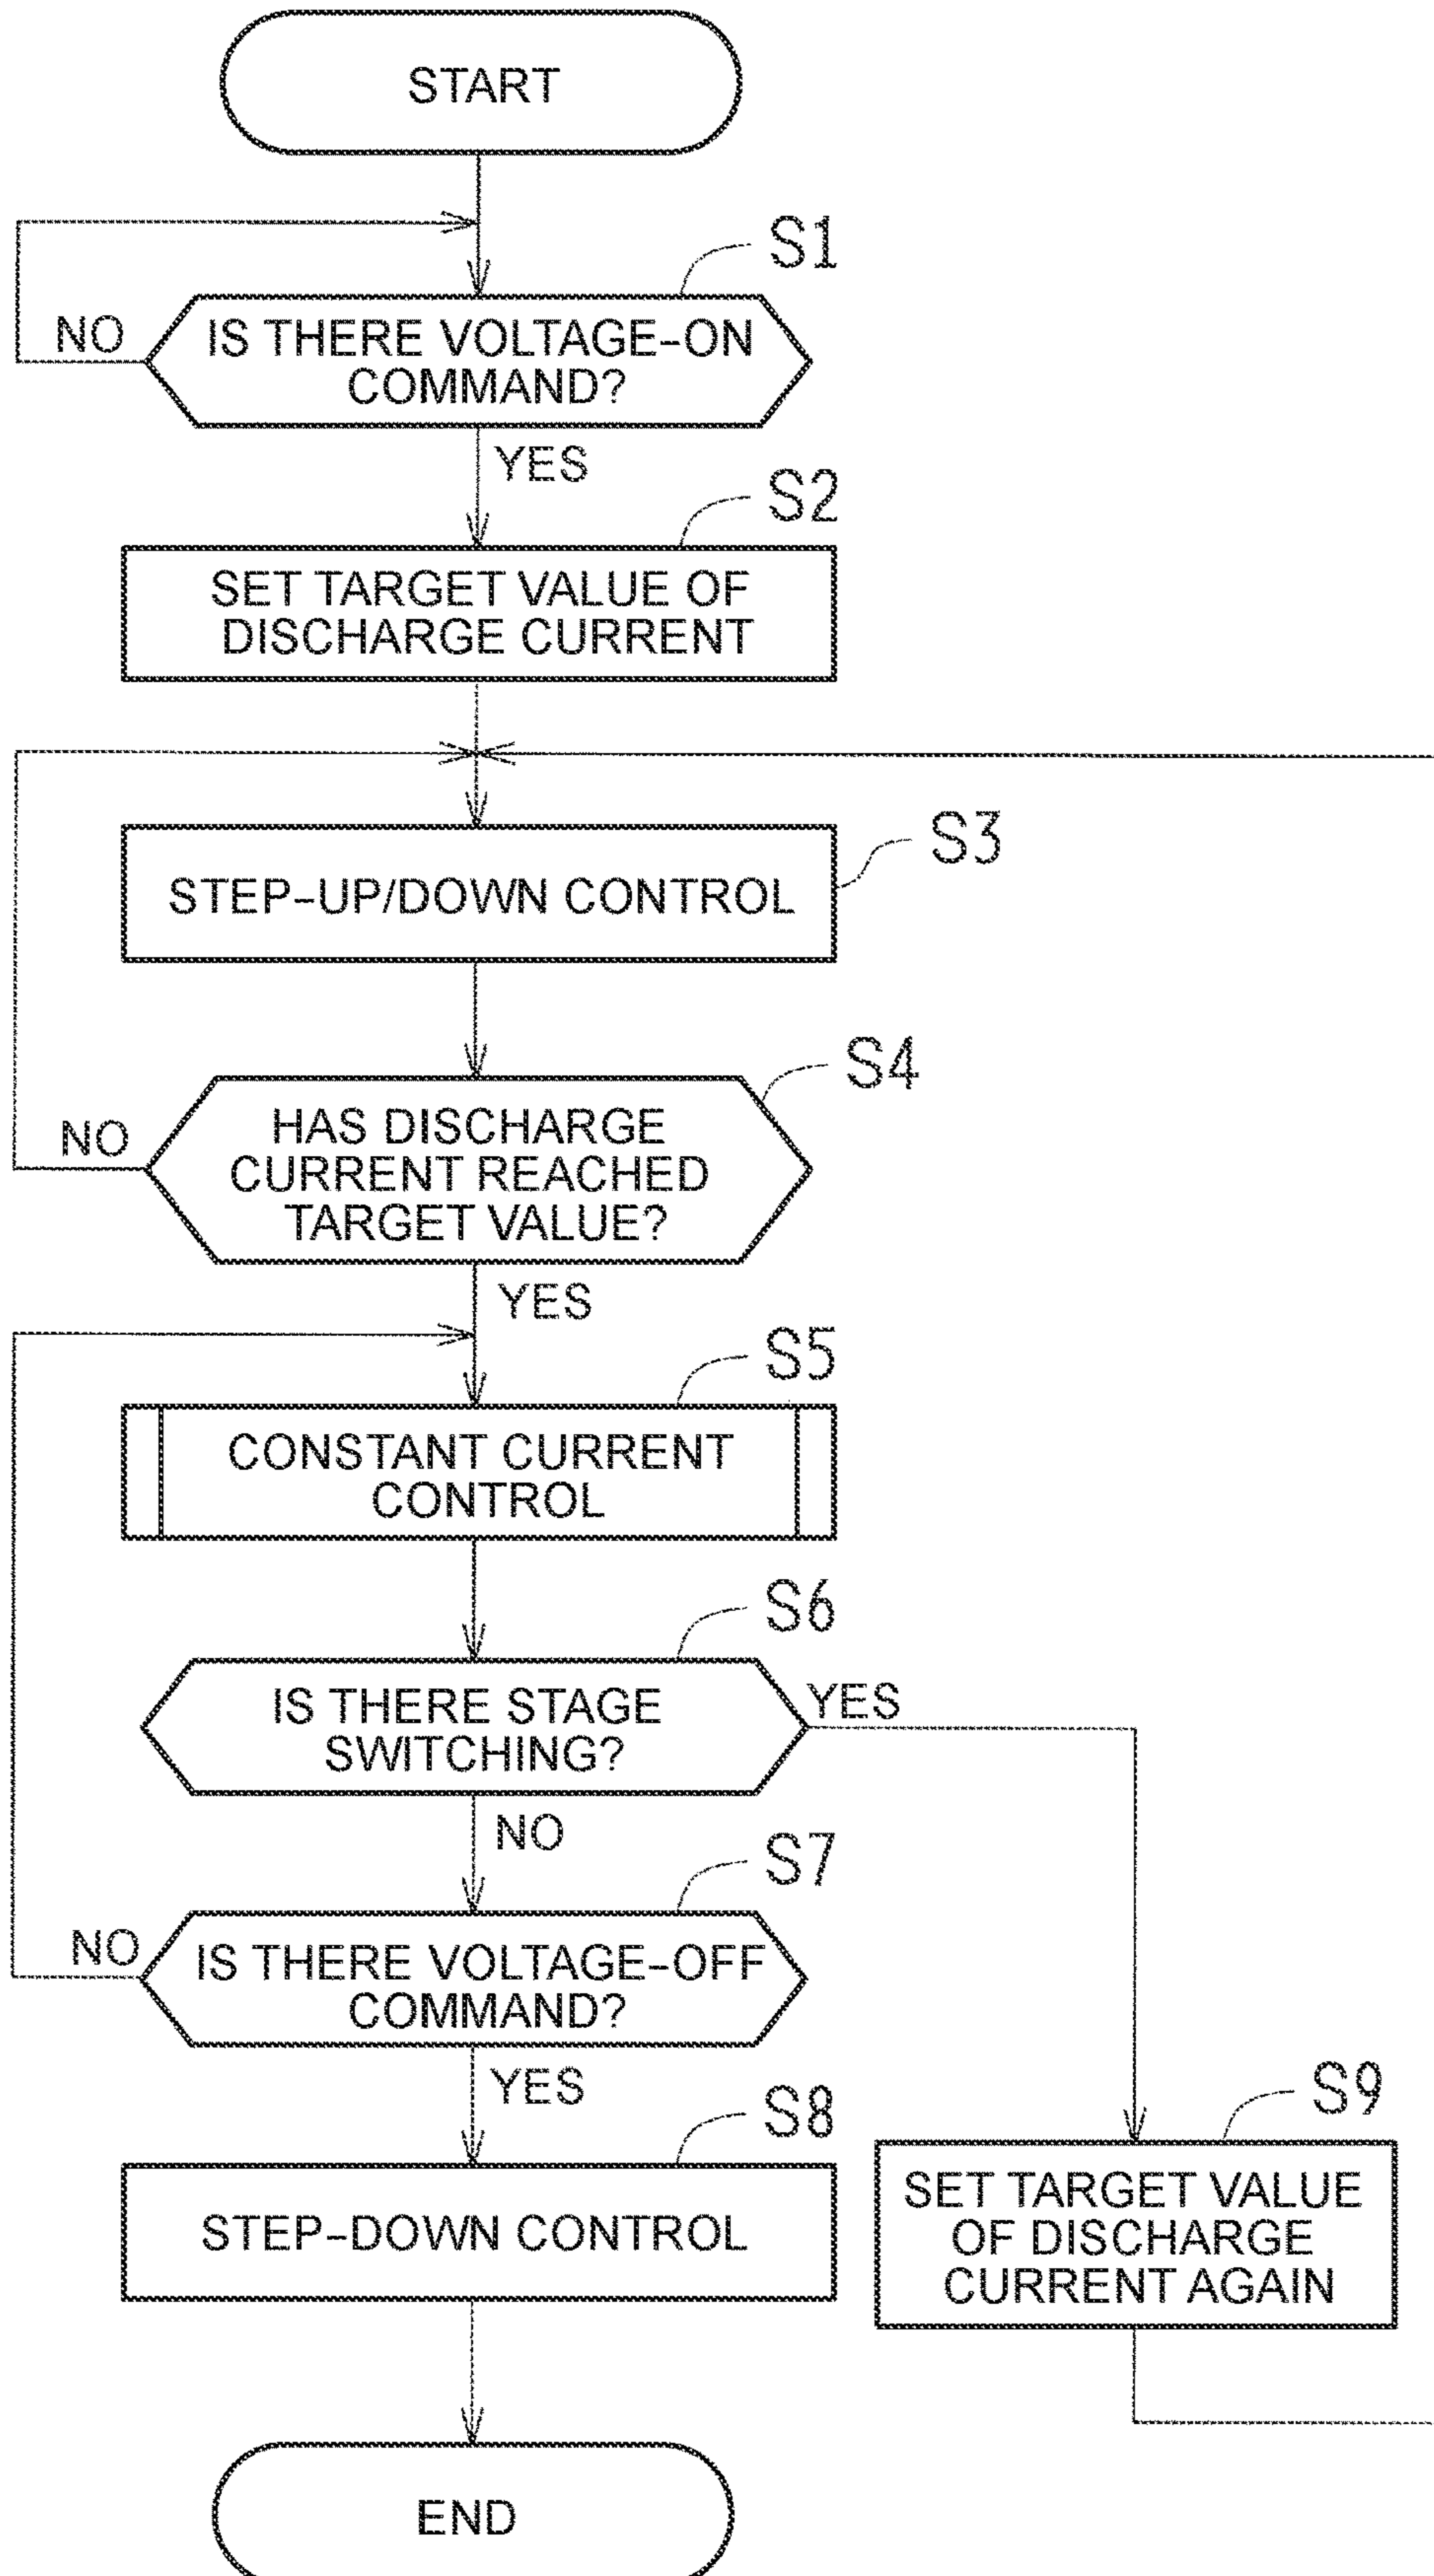 START
S1
NO
IS THERE VOLTAGE-ON
COMMAND?
YES
S2
SET TARGET VALUE OF
DISCHARGE CURRENT
S3
STEP-UP/DOWN CONTROL
S4
NO
HAS DISCHARGE
CURRENT REACHED
TARGET VALUE?
YES
S5
CONSTANT CURRENT
CONTROL
S6
IS THERE STAGE
SWITCHING?
YES
NO
S7
NO
IS THERE VOLTAGE-OFF
COMMAND?
YES
S8
STEP-DOWN CONTROL
S9
SET TARGET VALUE
OF DISCHARGE
CURRENT AGAIN
END